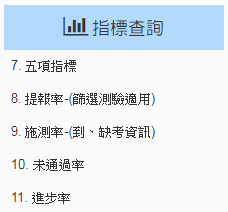 指標查詢
7. 五項指標
8. 提報率-(篩選測驗適用)
9. 施測率-(到、缺考資訊)
10. 未通過率
11. 進步率